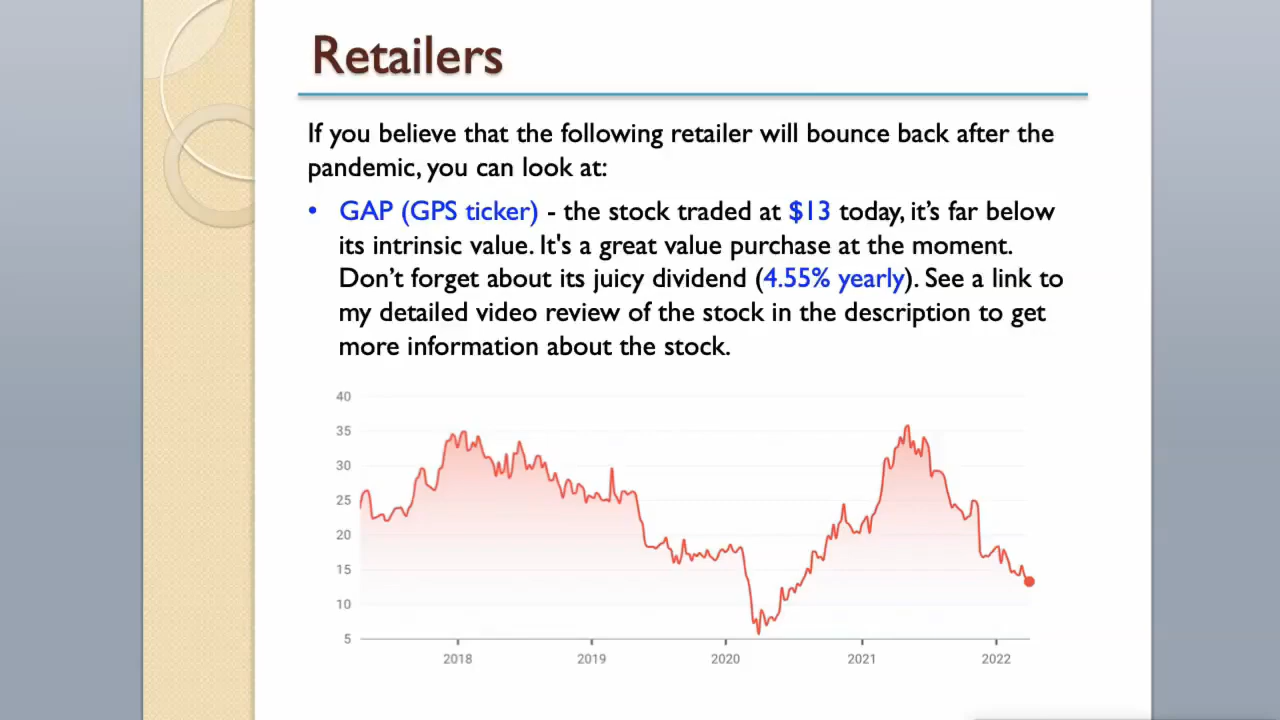 Retailers
If you believe that the following retailer will bounce back after the
pandemic, you can look at:
• GAP (GPS ticker) - the stock traded at $13 today, it’s far below
its intrinsic value. It's a great value purchase at the moment.
Don’t forget about its juicy dividend (4.55% yearly). See a link to
my detailed video review of the stock in the description to get
more information about the stock.
40
35
30
25
20
15
10
5
2018 2019 2020 2021 2022